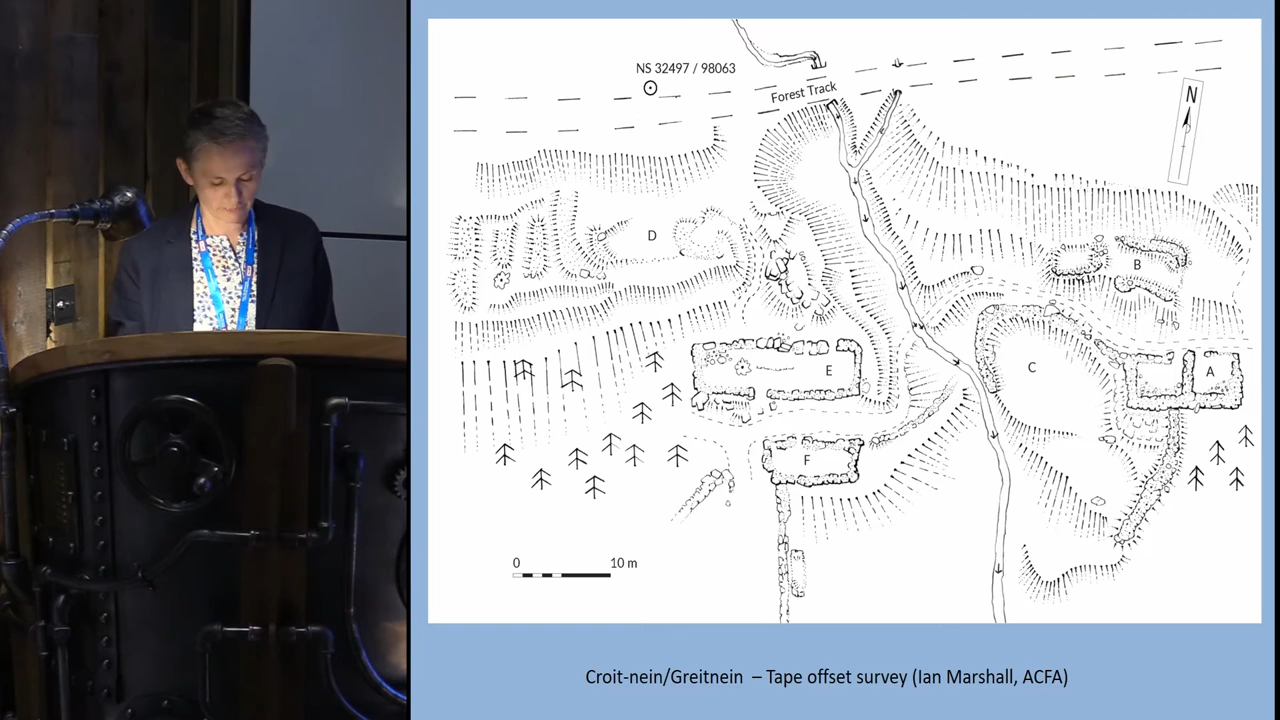 NS 32497 / 98063
Forest Track
N
D
B
E
C
A
F
0 10 m
Croit-nein/Greitnein – Tape offset survey (Ian Marshall, ACFA)